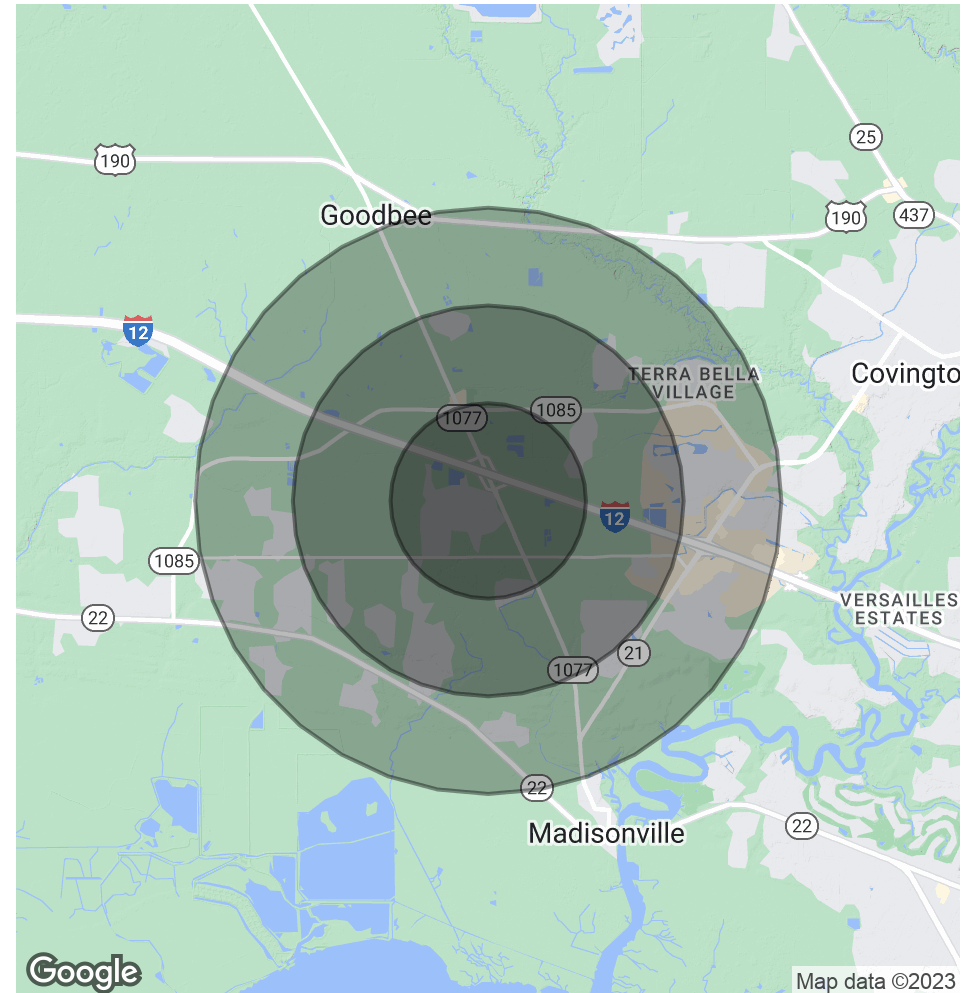 25
190
190
437
Goodbee
12
TERRA BELLA
VILLAGE
Covingto
1077
1085
12
1085
VERSAILLES
ESTATES
22
21
1077
22
22
Madisonville
Google
Map data ©2023